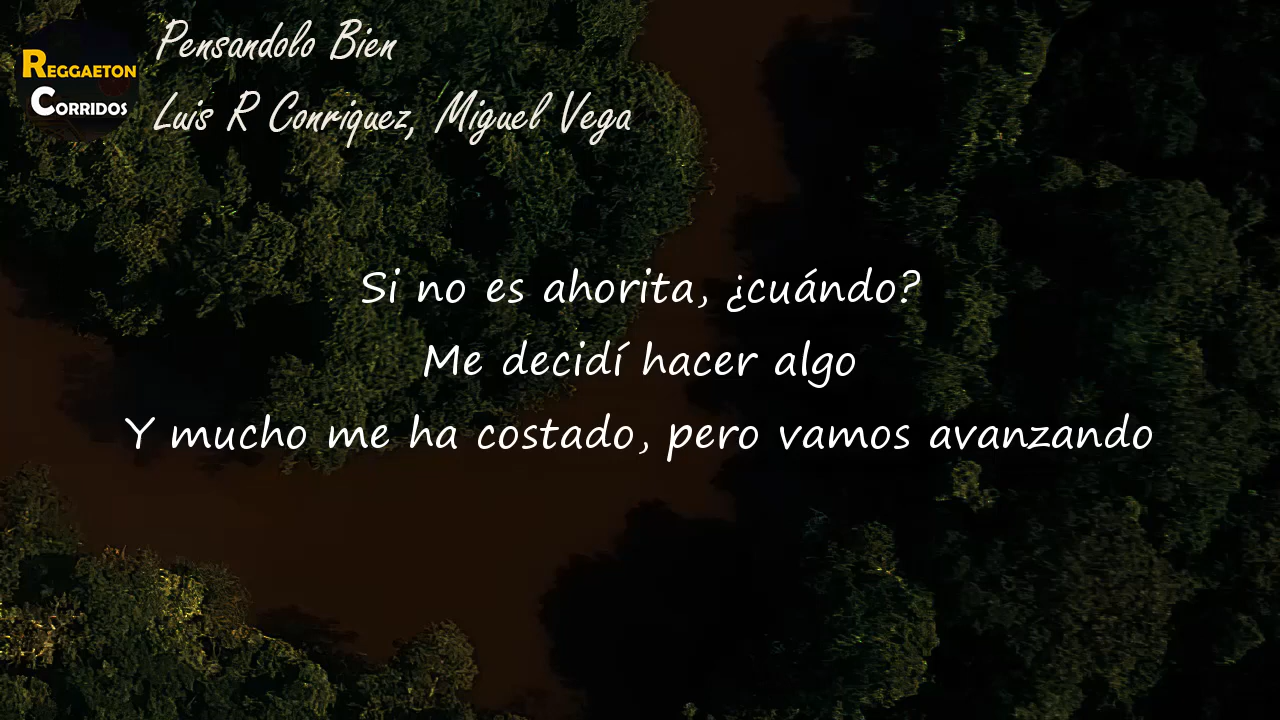 Pensandolo Bien
REGGAETON
CORRIDOS
Luis R Conriquez, Miguel Vega
Si no es ahorita, ¿cuándo?
Me decidí hacer algo
Y mucho me ha costado, pero vamos avanzando